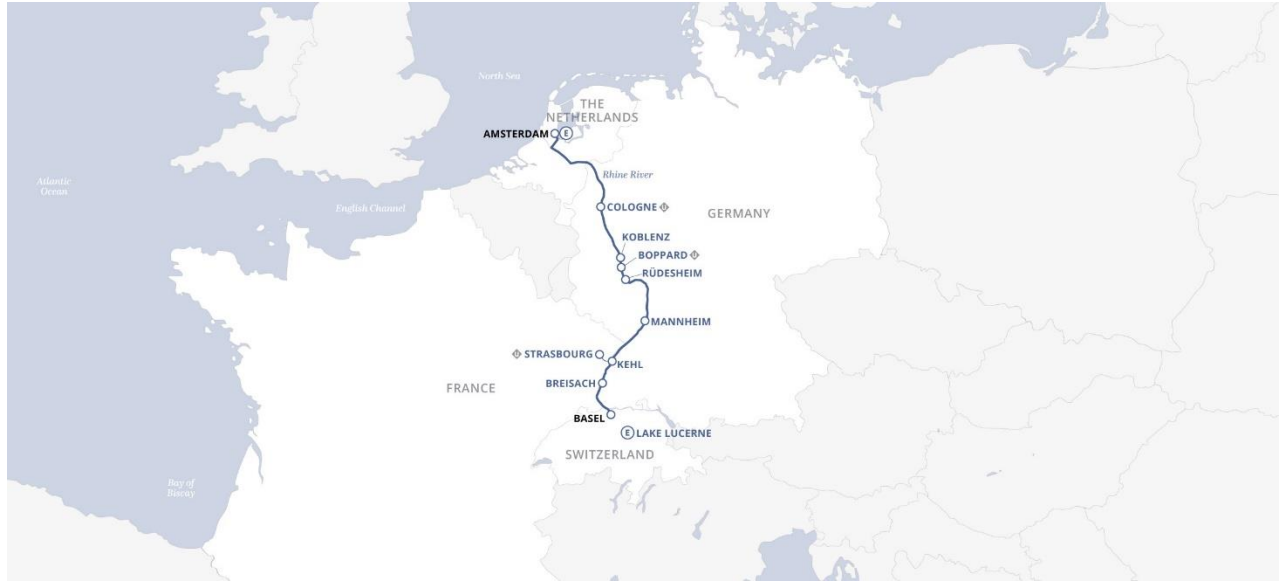 North Sea
THE
NETHERLANDS
AMSTERDAM E
Rhine River
Atlantic
Ocean
English Channel
COLOGNE
GERMANY
KOBLENZ
BOPPARD
RÜDESHEIM
MANNHEIM
STRASBOURG
KEHL
FRANCE
BREISACH
BASEL
E LAKE LUCERNE
SWITZERLAND
Bay of
Biscay